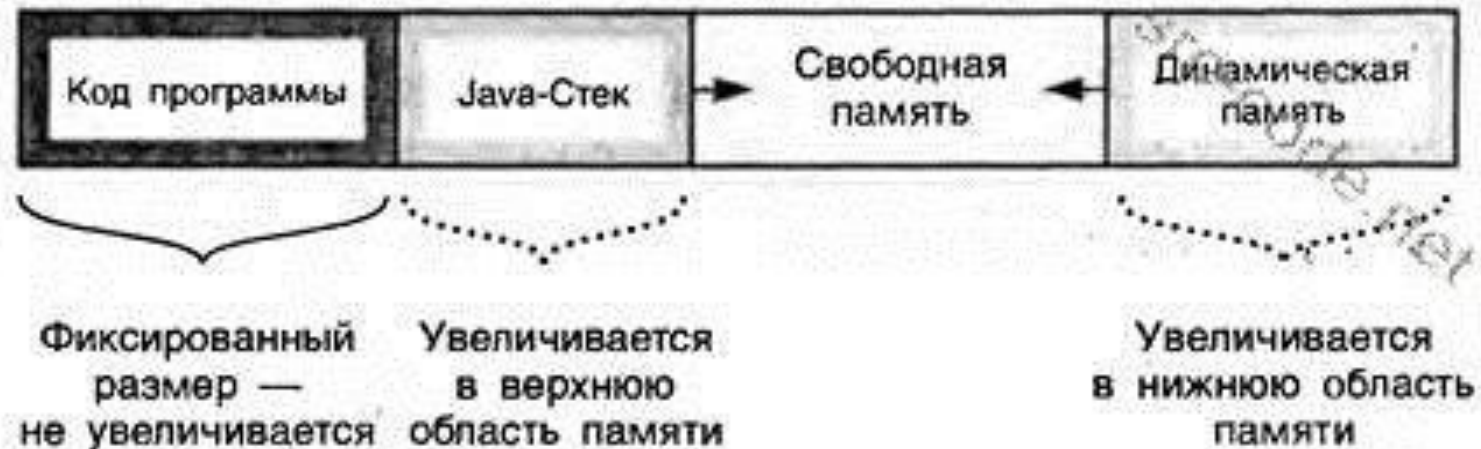 Код программы
Java-Стек
Свободная
память
Динамическая
память
Фиксированный
размер —
не увеличивается
Увеличивается
в верхнюю
область памяти
Увеличивается
в нижнюю область
памяти